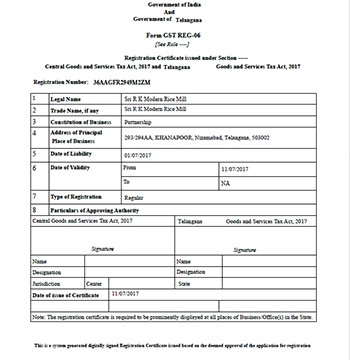 Government of India
And
Government of Telangana
Form GST REG-06
[See Rule ----]
Registration Certificate issued under Section -----
Central Goods and Services Tax Act, 2017 and Telangana Goods and Services Tax Act, 2017
Registration Number: 36AAGFR2949M2ZM
1 Legal Name Sri R K Modern Rice Mill
2 Trade Name, if any Sri R K Modern Rice Mill
3 Constitution of Business Partnership
4 Address of Principal Place of Business 293/294AA, KHANAPOOR, Nizamabad, Telangana, 503002
5 Date of Liability 01/07/2017
6 Date of Validity From 11/07/2017
To NA
7 Type of Registration Regular
8 Particulars of Approving Authority
Central Goods and Services Tax Act, 2017 Telangana Goods and Services Tax Act, 2017
Signature Signature
Name Name
Designation Designation
Jurisdiction Center State
Date of issue of Certificate 11/07/2017
Note: The registration certificate is required to be prominently displayed at all places of Business/Office(s) in the State.
This is a system generated digitally signed Registration Certificate issued based on the deemed approval of the application for registration